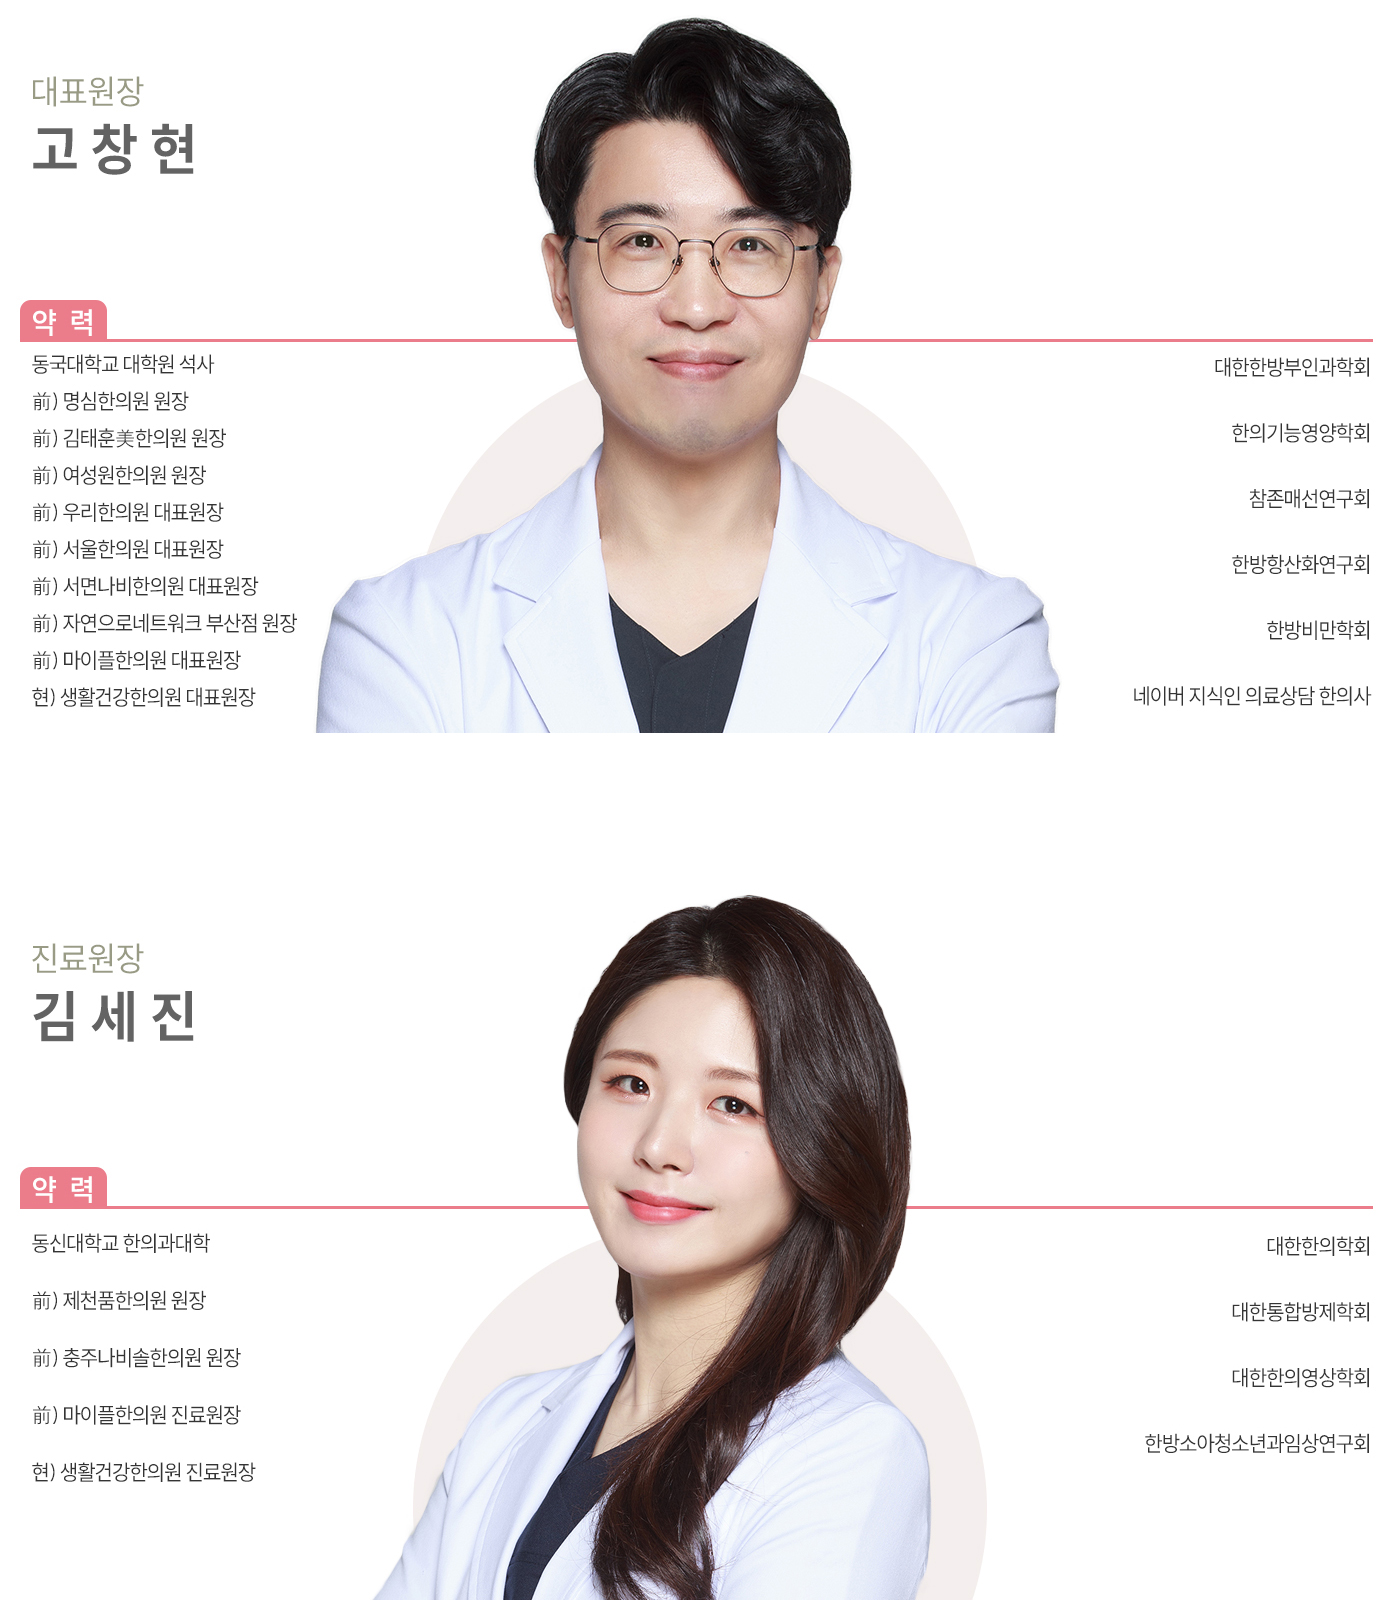 대표원장
고창현
약 력
동국대학교 대학원 석사
前) 명심한의원 원장
前) 김태훈美한의원 원장
前) 여성원한의원 원장
前) 우리한의원 대표원장
前) 서울한의원 대표원장
前) 서면나비한의원 대표원장
前) 자연으로네트워크 부산점 원장
前) 마이플한의원 대표원장
현) 생활건강한의원 대표원장
대한한방부인과학회
한의기능영양학회
참존매선연구회
한방항산화연구회
한방비만학회
네이버 지식인 의료상담 한의사
진료원장
김세진
약 력
동신대학교 한의과대학
前) 제천품한의원 원장
前) 충주나비솔한의원 원장
前) 마이플한의원 진료원장
현) 생활건강한의원 진료원장
대한한의학회
대한통합방제학회
대한한의영상학회
한방소아청소년과임상연구회